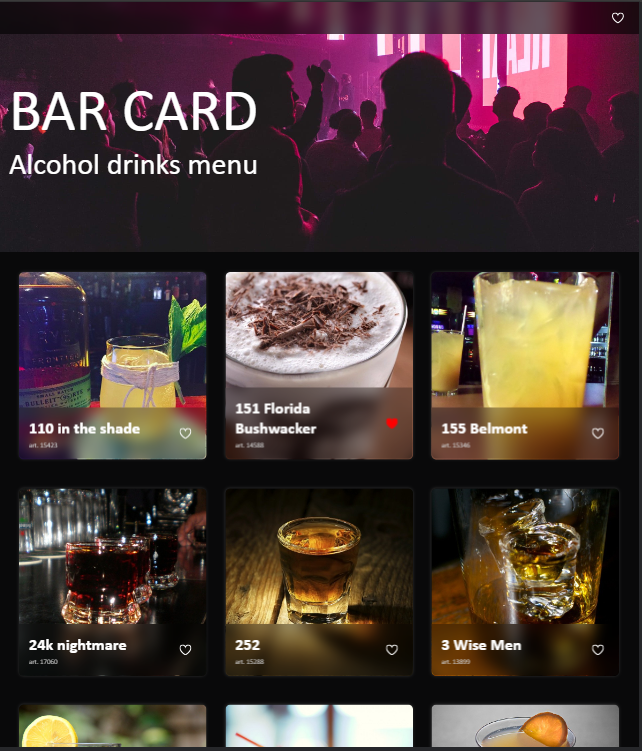 BAR CARD
Alcohol drinks menu
110 in the shade
art. 15423
151 Florida
Bushwacker
art. 14588
155 Belmont
art. 15346
24k nightmare
art. 17060
252
art. 15288
3 Wise Men
art. 13899